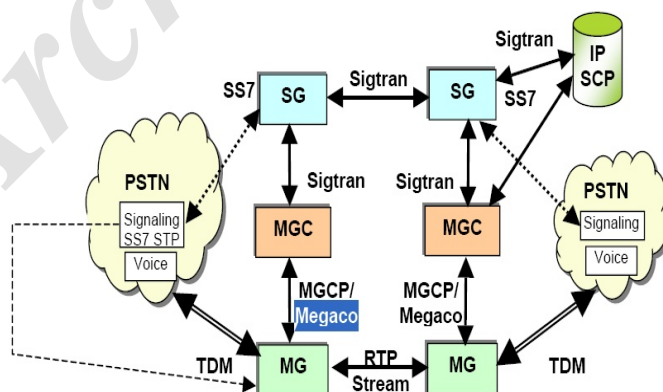 Arc
Sigtran
IP
SCP
SS7
SG
Sigtran
SG
SS7
PSTN
Signaling
SS7 STP
Voice
Sigtran
Sigtran
PSTN
Signaling
Voice
MGC
MGC
MGCP/
Megaco
MGCP/
Megaco
TDM
MG
RTP
Stream
MG
TDM